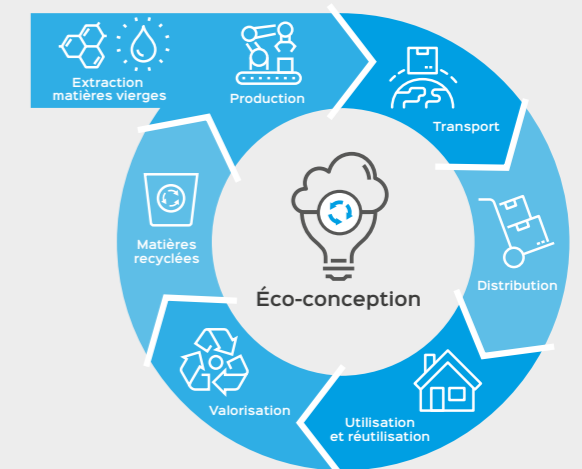 Extraction
matières vierges
Production
Transport
Distribution
Utilisation
et réutilisation
Valorisation
Matières
recyclées
Éco-conception